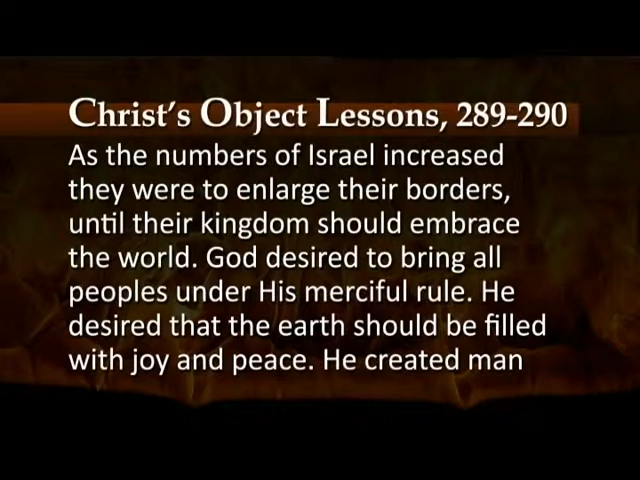 Christ's Object Lessons, 289-290
As the numbers of Israel increased
they were to enlarge their borders,
until their kingdom should embrace
the world. God desired to bring all
peoples under His merciful rule. He
desired that the earth should be filled
with joy and peace. He created man